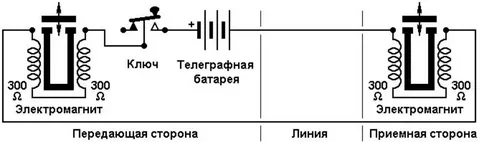 +
Ключ
Телеграфная
батарея
300
Ω
300
Ω
Электромагнит
300
Ω
300
Ω
Электромагнит
Передающая сторона
Линия
Приемная сторона